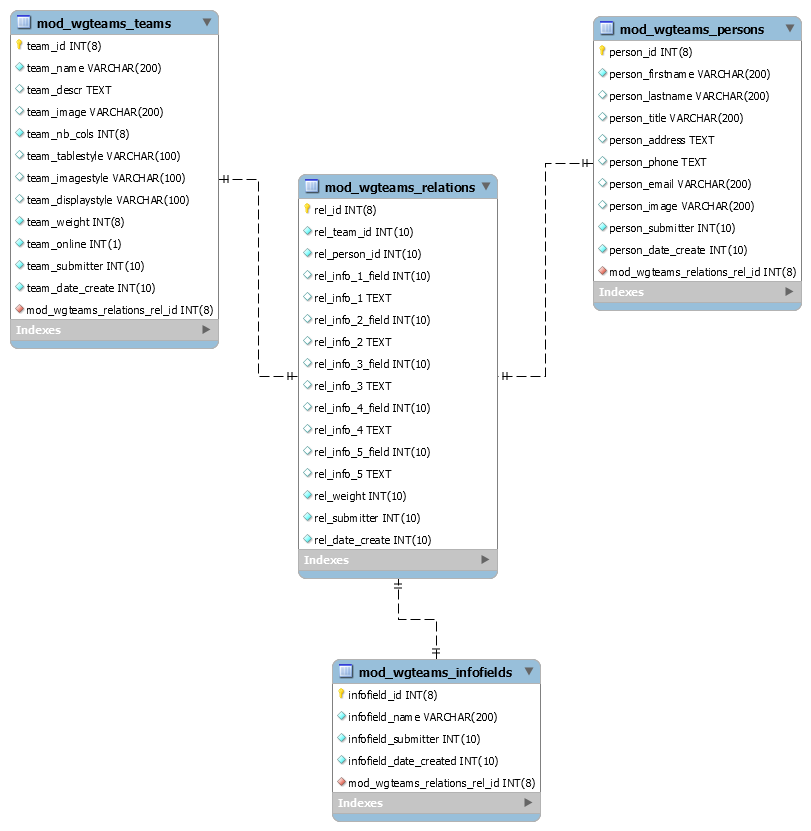 mod_wgteams_teams
team_id INT(8)
team_name VARCHAR(200)
team_descr TEXT
team_image VARCHAR(200)
team_nb_cols INT(8)
team_tablestyle VARCHAR(100)
team_imagestyle VARCHAR(100)
team_displaystyle VARCHAR(100)
team_weight INT(8)
team_online INT(1)
team_submitter INT(10)
team_date_create INT(10)
mod_wgteams_relations_rel_id INT(8)
Indexes
mod_wgteams_persons
person_id INT(8)
person_firstname VARCHAR(200)
person_lastname VARCHAR(200)
person_title VARCHAR(200)
person_address TEXT
person_phone TEXT
person_email VARCHAR(200)
person_image VARCHAR(200)
person_submitter INT(10)
person_date_create INT(10)
mod_wgteams_relations_rel_id INT(8)
Indexes
mod_wgteams_relations
rel_id INT(8)
rel_team_id INT(10)
rel_person_id INT(10)
rel_info_1_field INT(10)
rel_info_1 TEXT
rel_info_2_field INT(10)
rel_info_2 TEXT
rel_info_3_field INT(10)
rel_info_3 TEXT
rel_info_4_field INT(10)
rel_info_4 TEXT
rel_info_5_field INT(10)
rel_info_5 TEXT
rel_weight INT(10)
rel_submitter INT(10)
rel_date_create INT(10)
Indexes
mod_wgteams_infofields
infofield_id INT(8)
infofield_name VARCHAR(200)
infofield_submitter INT(10)
infofield_date_created INT(10)
mod_wgteams_relations_rel_id INT(8)
Indexes